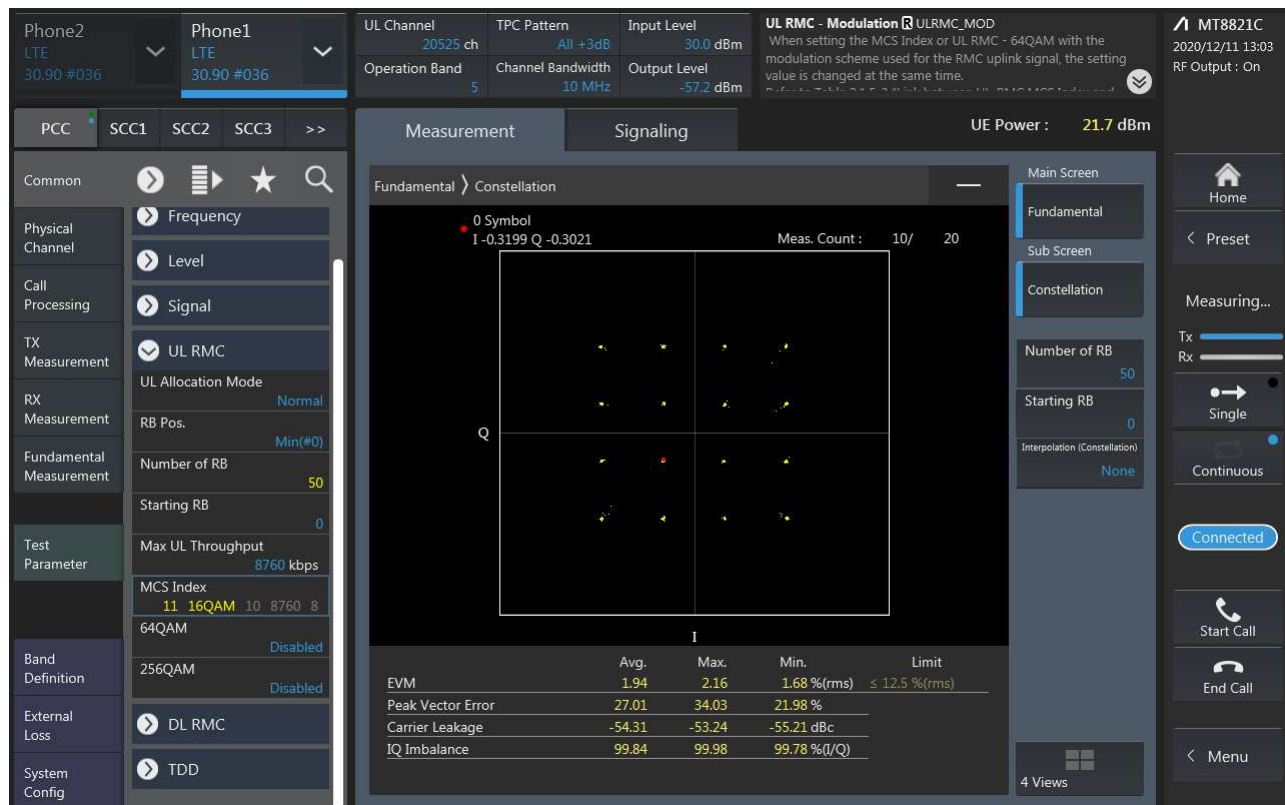 Phone2
LTE
30.90 #036
Phone1
LTE
30.90 #036
UL Channel
20525 ch
Operation Band
5
TPC Pattern
All +3dB
Channel Bandwidth
10 MHz
Input Level
30.0 dBm
Output Level
-57.2 dBm
UL RMC - Modulation R ULRMC_MOD
When setting the MCS Index or UL RMC - 64QAM with the
modulation scheme used for the RMC uplink signal, the setting
value is changed at the same time.
MT8821C
2020/12/11 13:03
RF Output : On
PCC SCC1 SCC2 SCC3 >>
Measurement
Signaling
UE Power : 21.7 dBm
Common
Physical
Channel
Call
Processing
TX
Measurement
RX
Measurement
Fundamental
Measurement
Test
Parameter
Band
Definition
External
Loss
System
Config
Frequency
Level
Signal
UL RMC
UL Allocation Mode
Normal
RB Pos.
Min(#0)
Number of RB
50
Starting RB
0
Max UL Throughput
8760 kbps
MCS Index
11 16QAM 10 8760 8
64QAM
Disabled
256QAM
Disabled
DL RMC
TDD
Fundamental Constellation
0 Symbol
I -0.3199 Q -0.3021
Meas. Count : 10/ 20
Q
I
Avg. Max. Min. Limit
EVM 1.94 2.16 1.68 %(rms) ≤ 12.5 %(rms)
Peak Vector Error 27.01 34.03 21.98 %
Carrier Leakage -54.31 -53.24 -55.21 dBc
IQ Imbalance 99.84 99.98 99.78 %(I/Q)
Main Screen
Fundamental
Sub Screen
Constellation
Number of RB
50
Starting RB
0
Interpolation (Constellation)
None
4 Views
Home
< Preset
Measuring...
Tx
Rx
Single
Continuous
Connected
Start Call
End Call
< Menu